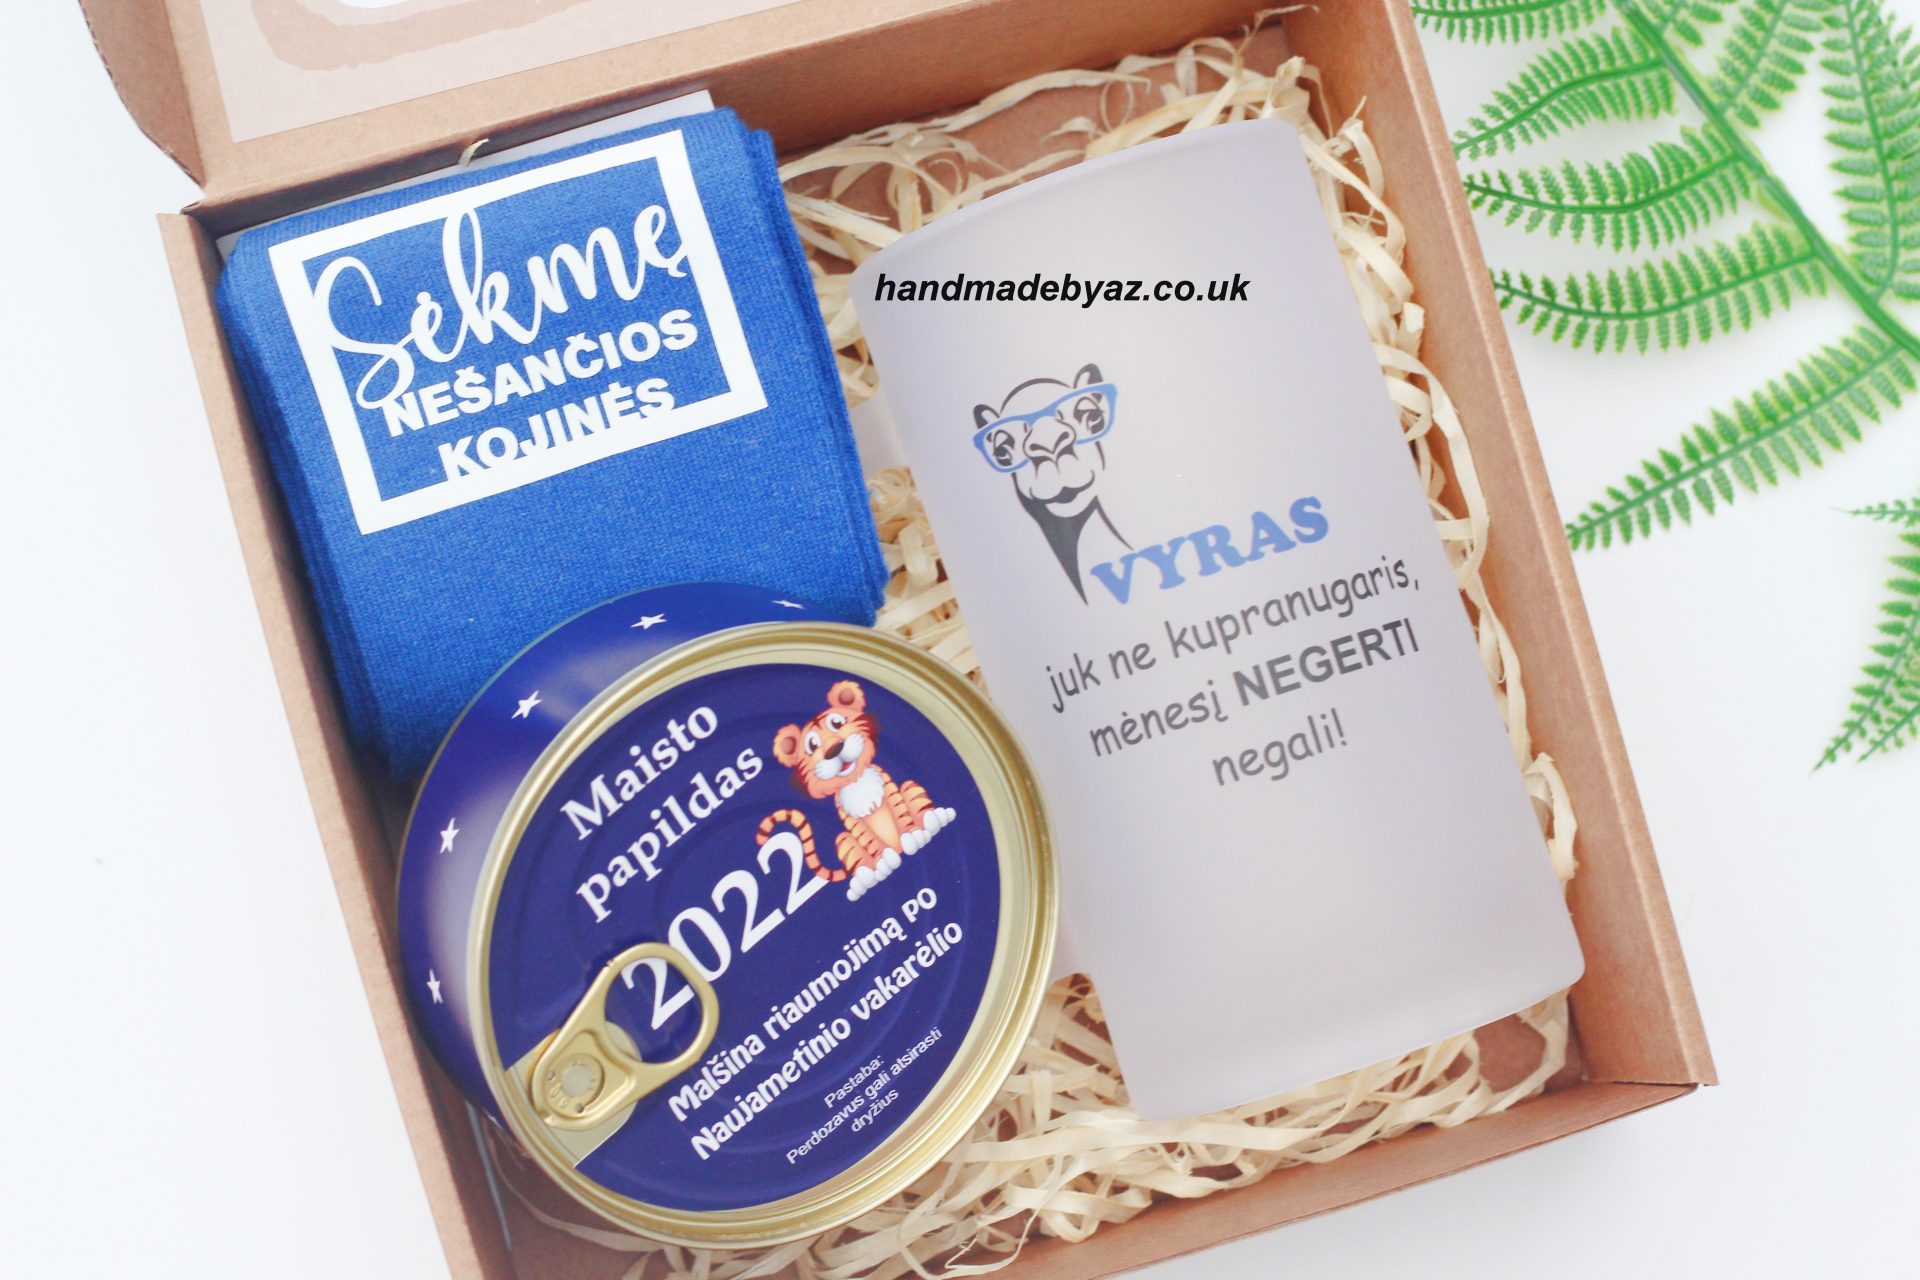 Sėkmę
NEŠANČIOS
KOJINĖS
handmadebyaz.co.uk
VYRAS
juk ne kupranugaris,
mėnesį NEGERTI
negali!
Maisto
papildas
2022
Malšina riaumojimą po
Naujametinio vakarėlio
Pastaba:
Perdozavus gali atsirasti
dryžius